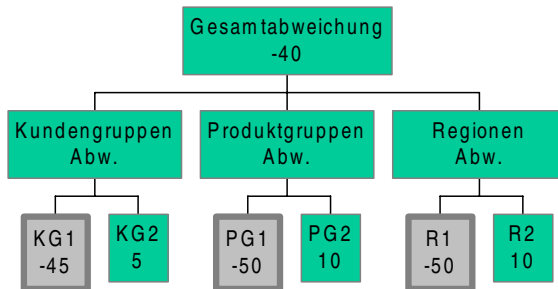 Gesamtabweichung
-40
Kundengruppen
Abw.
Produktgruppen
Abw.
Regionen
Abw.
KG1
-45
KG2
5
PG1
-50
PG2
10
R1
-50
R2
10